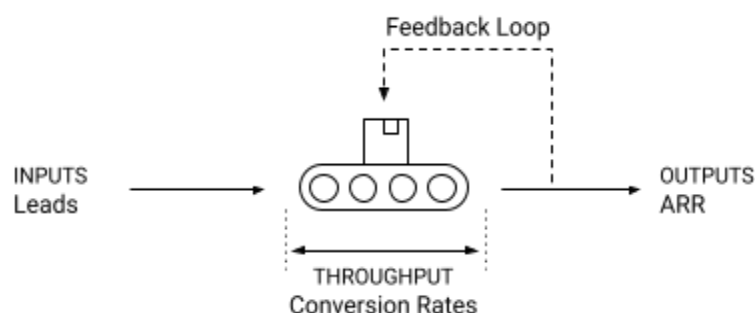 Feedback Loop
INPUTS
Leads
OUTPUTS
ARR
THROUGHPUT
Conversion Rates